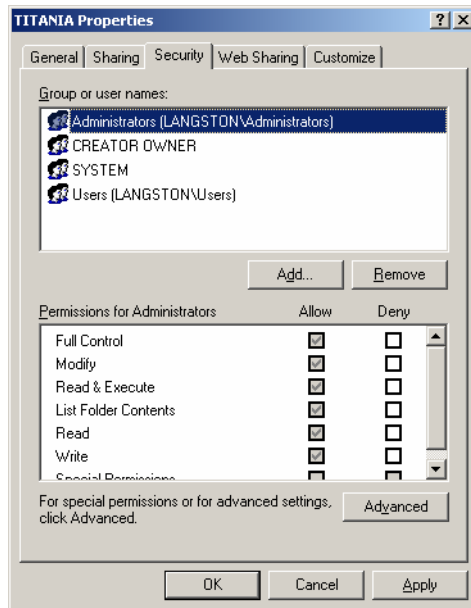 TITANIA Properties
General Sharing Security Web Sharing Customize
Group or user names:
Administrators (LANGSTON\Administrators)
CREATOR OWNER
SYSTEM
Users (LANGSTON\Users)
Add... Remove
Permissions for Administrators Allow Deny
Full Control
Modify
Read & Execute
List Folder Contents
Read
Write
Special Permissions
For special permissions or for advanced settings,
click Advanced.
Advanced
OK Cancel Apply